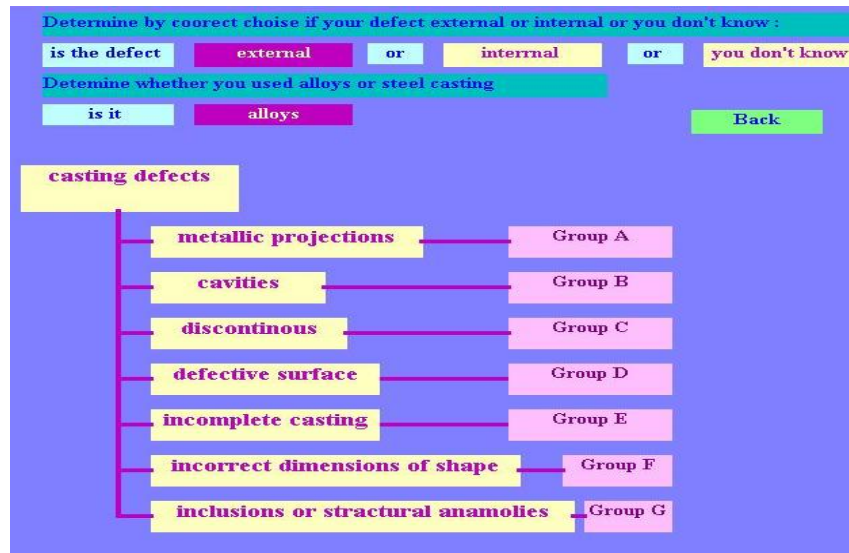 Determine by coorect choise if your defect external or internal or you don't know :
is the defect external or interrnal or you don't know
Detemine whether you used alloys or steel casting
is it alloys
Back
casting defects
metallic projections Group A
cavities Group B
discontinous Group C
defective surface Group D
incomplete casting Group E
incorrect dimensions of shape Group F
inclusions or stractural anamolies Group G